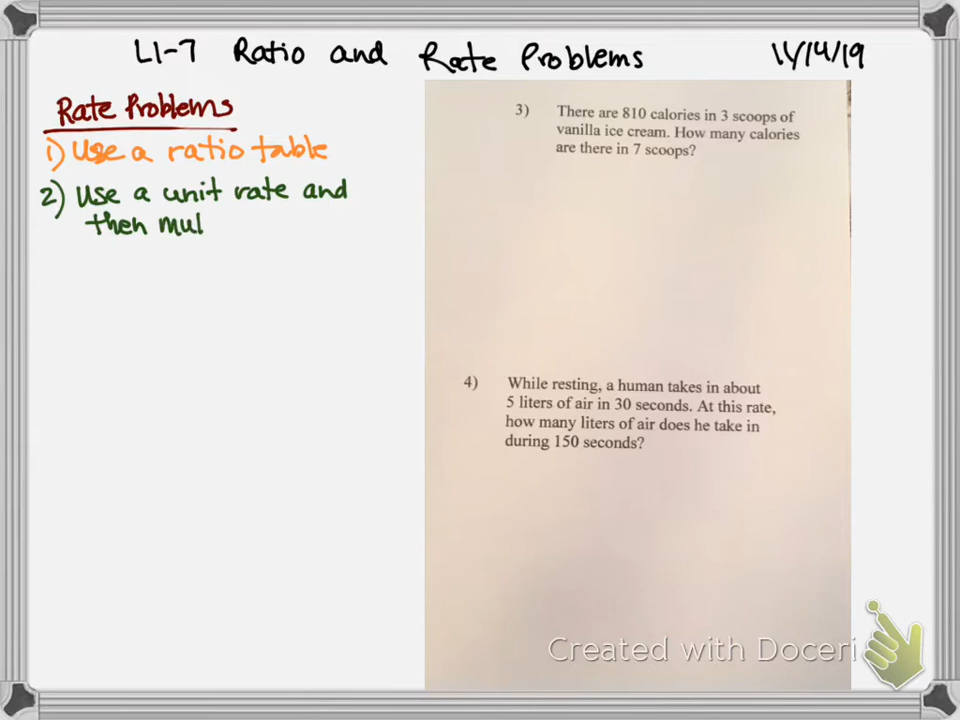 L1-7 Ratio and Rate Problems 11/14/19
Rate Problems
1) Use a ratio table
2) Use a unit rate and
then mul
3) There are 810 calories in 3 scoops of
vanilla ice cream. How many calories
are there in 7 scoops?
4) While resting, a human takes in about
5 liters of air in 30 seconds. At this rate,
how many liters of air does he take in
during 150 seconds?
Created with Doceri